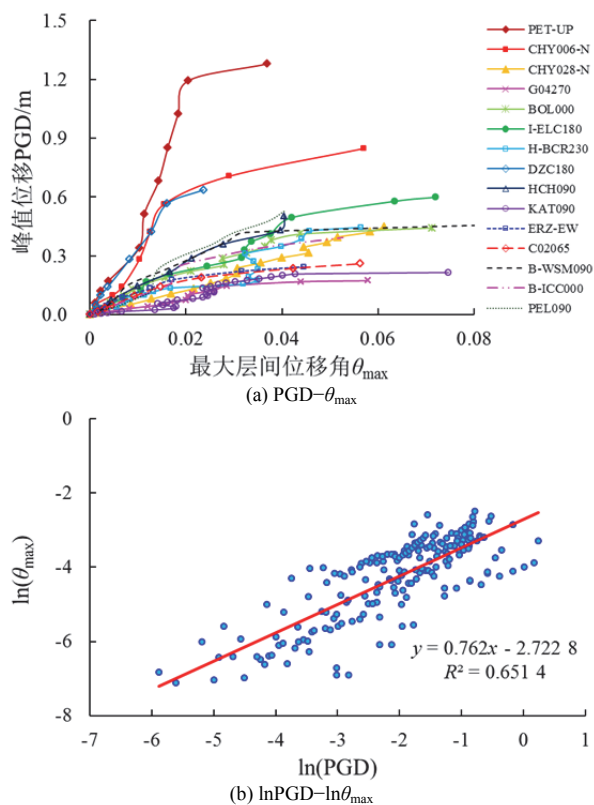 1.5
1.2
0.9
0.6
0.3
0.0
峰值位移PGD/m
0.00
0.02
0.04
0.06
0.08
最大层间位移角θmax
PET-UP
CHY006-N
CHY028-N
G04270
BOL000
I-ELC180
H-BCR230
DZC180
HCH090
KAT090
ERZ-EW
C02065
B-WSM090
B-ICC000
PEL090
(a) PGD−θmax
0
-2
-4
-6
-8
ln(θmax)
y = 0.762x - 2.722 8
R² = 0.651 4
-7
-6
-5
-4
-3
-2
-1
0
1
ln(PGD)
(b) lnPGD−lnθmax